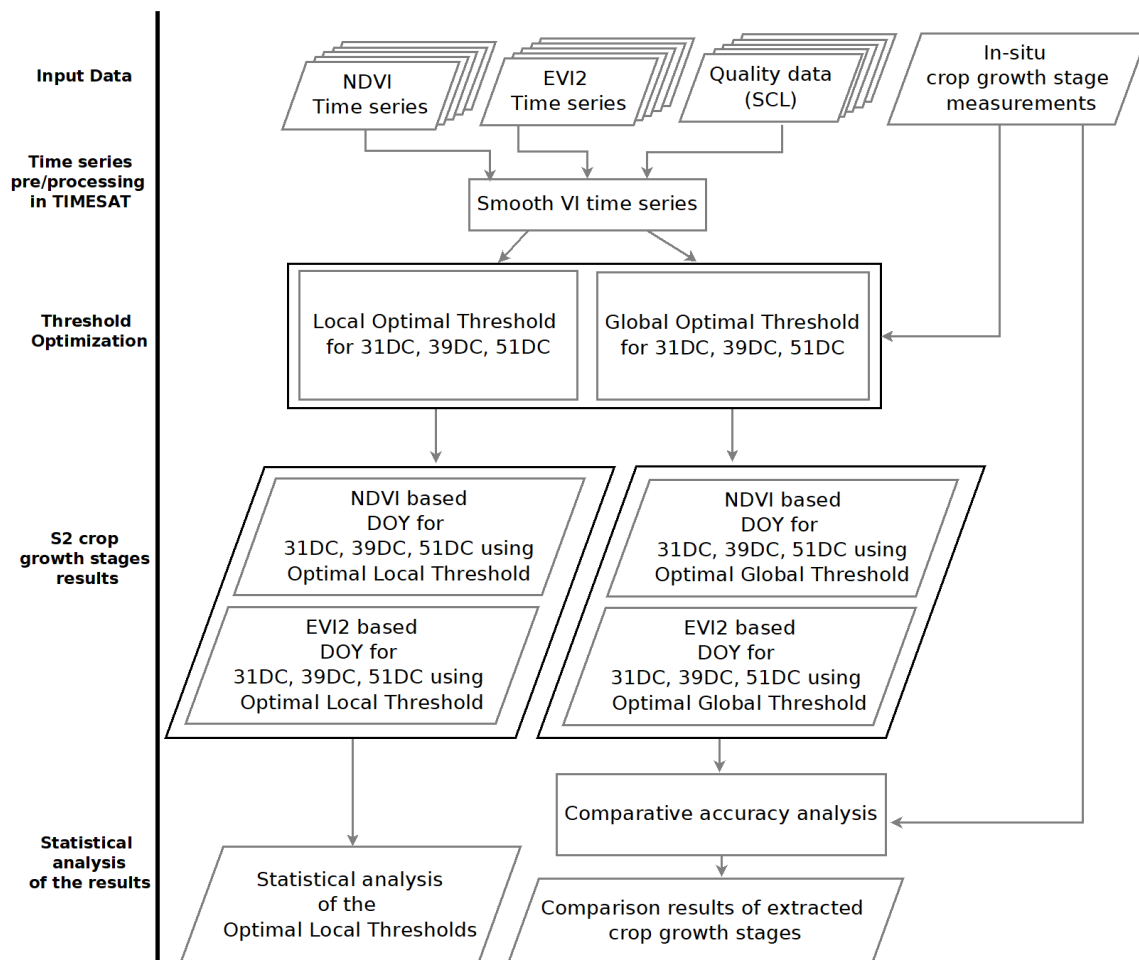 Input Data
NDVI
Time series
EVI2
Time series
Quality data
(SCL)
In-situ
crop growth stage
measurements
Time series
pre/processing
in TIMESAT
Smooth VI time series
Threshold
Optimization
Local Optimal Threshold
for 31DC, 39DC, 51DC
Global Optimal Threshold
for 31DC, 39DC, 51DC
S2 crop
growth stages
results
NDVI based
DOY for
31DC, 39DC, 51DC using
Optimal Local Threshold
NDVI based
DOY for
31DC, 39DC, 51DC using
Optimal Global Threshold
EVI2 based
DOY for
31DC, 39DC, 51DC using
Optimal Local Threshold
EVI2 based
DOY for
31DC, 39DC, 51DC using
Optimal Global Threshold
Comparative accuracy analysis
Statistical
analysis
of the results
Statistical analysis
of the
Optimal Local Thresholds
Comparison results of extracted
crop growth stages